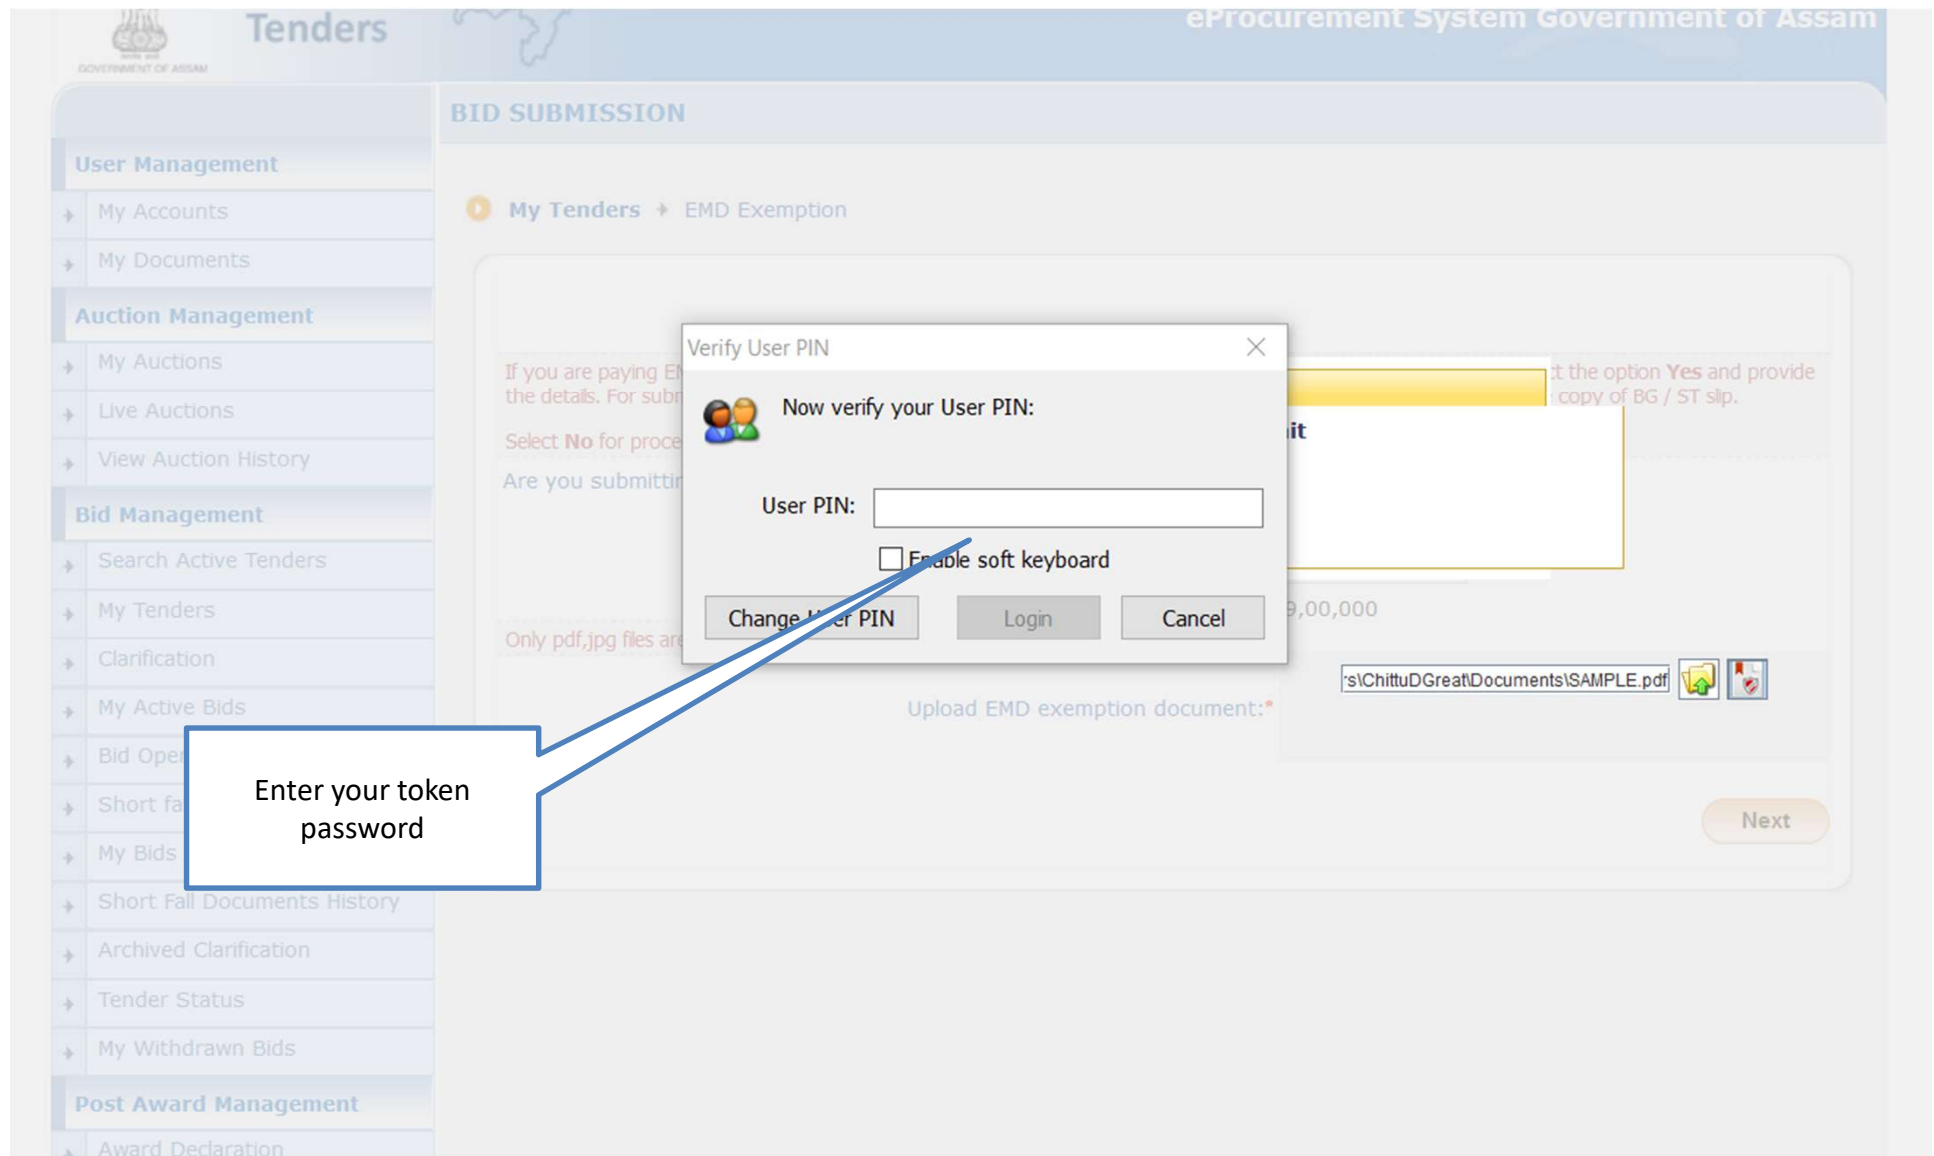 Tenders
eProcurement System Government of Assam
GOVERNMENT OF ASSAM
BID SUBMISSION
User Management
My Accounts
My Documents
Auction Management
My Auctions
Live Auctions
View Auction History
Bid Management
Search Active Tenders
My Tenders
Clarification
My Active Bids
Bid Oper
Short fa
My Bids
Short Fall Documents History
Archived Clarification
Tender Status
My Withdrawn Bids
Post Award Management
Award Declaration
My Tenders EMD Exemption
If you are paying EM
t the option Yes and provide
the details. For subr
copy of BG / ST slip.
Select No for proce
it
Are you submittin
Verify User PIN
Now verify your User PIN:
User PIN:
Enable soft keyboard
Change User PIN Login Cancel
9,00,000
Only pdf,jpg files are
Upload EMD exemption document:*
's\ChittuDGreat\Documents\SAMPLE.pdf
Next
Enter your token
password